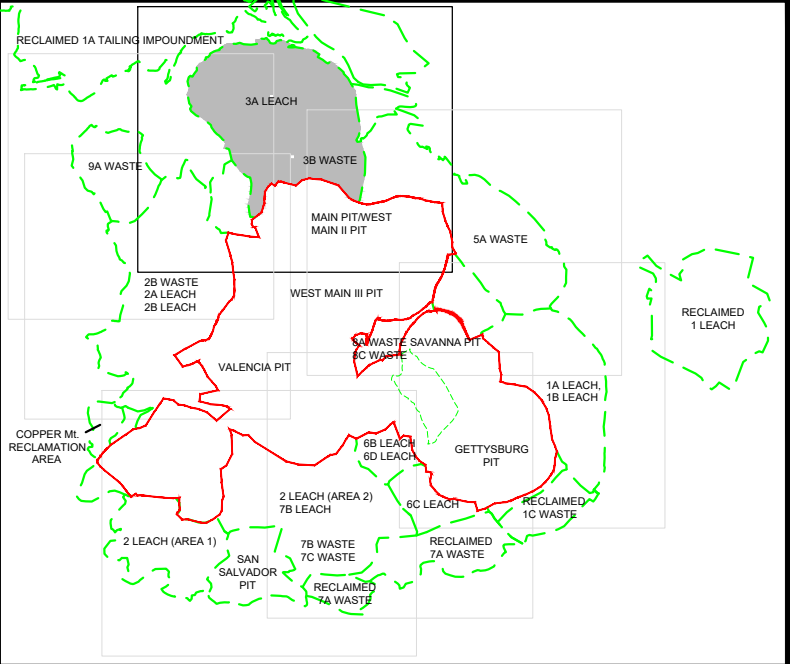 RECLAIMED 1A TAILING IMPOUNDMENT
3A LEACH
3B WASTE
9A WASTE
MAIN PIT/WEST
MAIN II PIT
5A WASTE
2B WASTE
2A LEACH
2B LEACH
WEST MAIN III PIT
RECLAIMED
1 LEACH
8A WASTE SAVANNA PIT
8C WASTE
VALENCIA PIT
1A LEACH,
1B LEACH
COPPER Mt.
RECLAMATION
AREA
6B LEACH
6D LEACH
GETTYSBURG
PIT
2 LEACH (AREA 2)
7B LEACH
6C LEACH
RECLAIMED
1C WASTE
2 LEACH (AREA 1)
SAN
SALVADOR
PIT
7B WASTE
7C WASTE
RECLAIMED
7A WASTE
RECLAIMED
7A WASTE